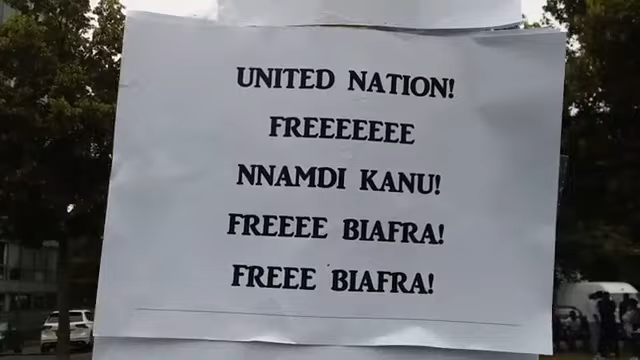 UNITED NATION!
FREEEEEEE
NNAMDI KANU!
FREEEE BIAFRA!
FREEE BIAFRA!